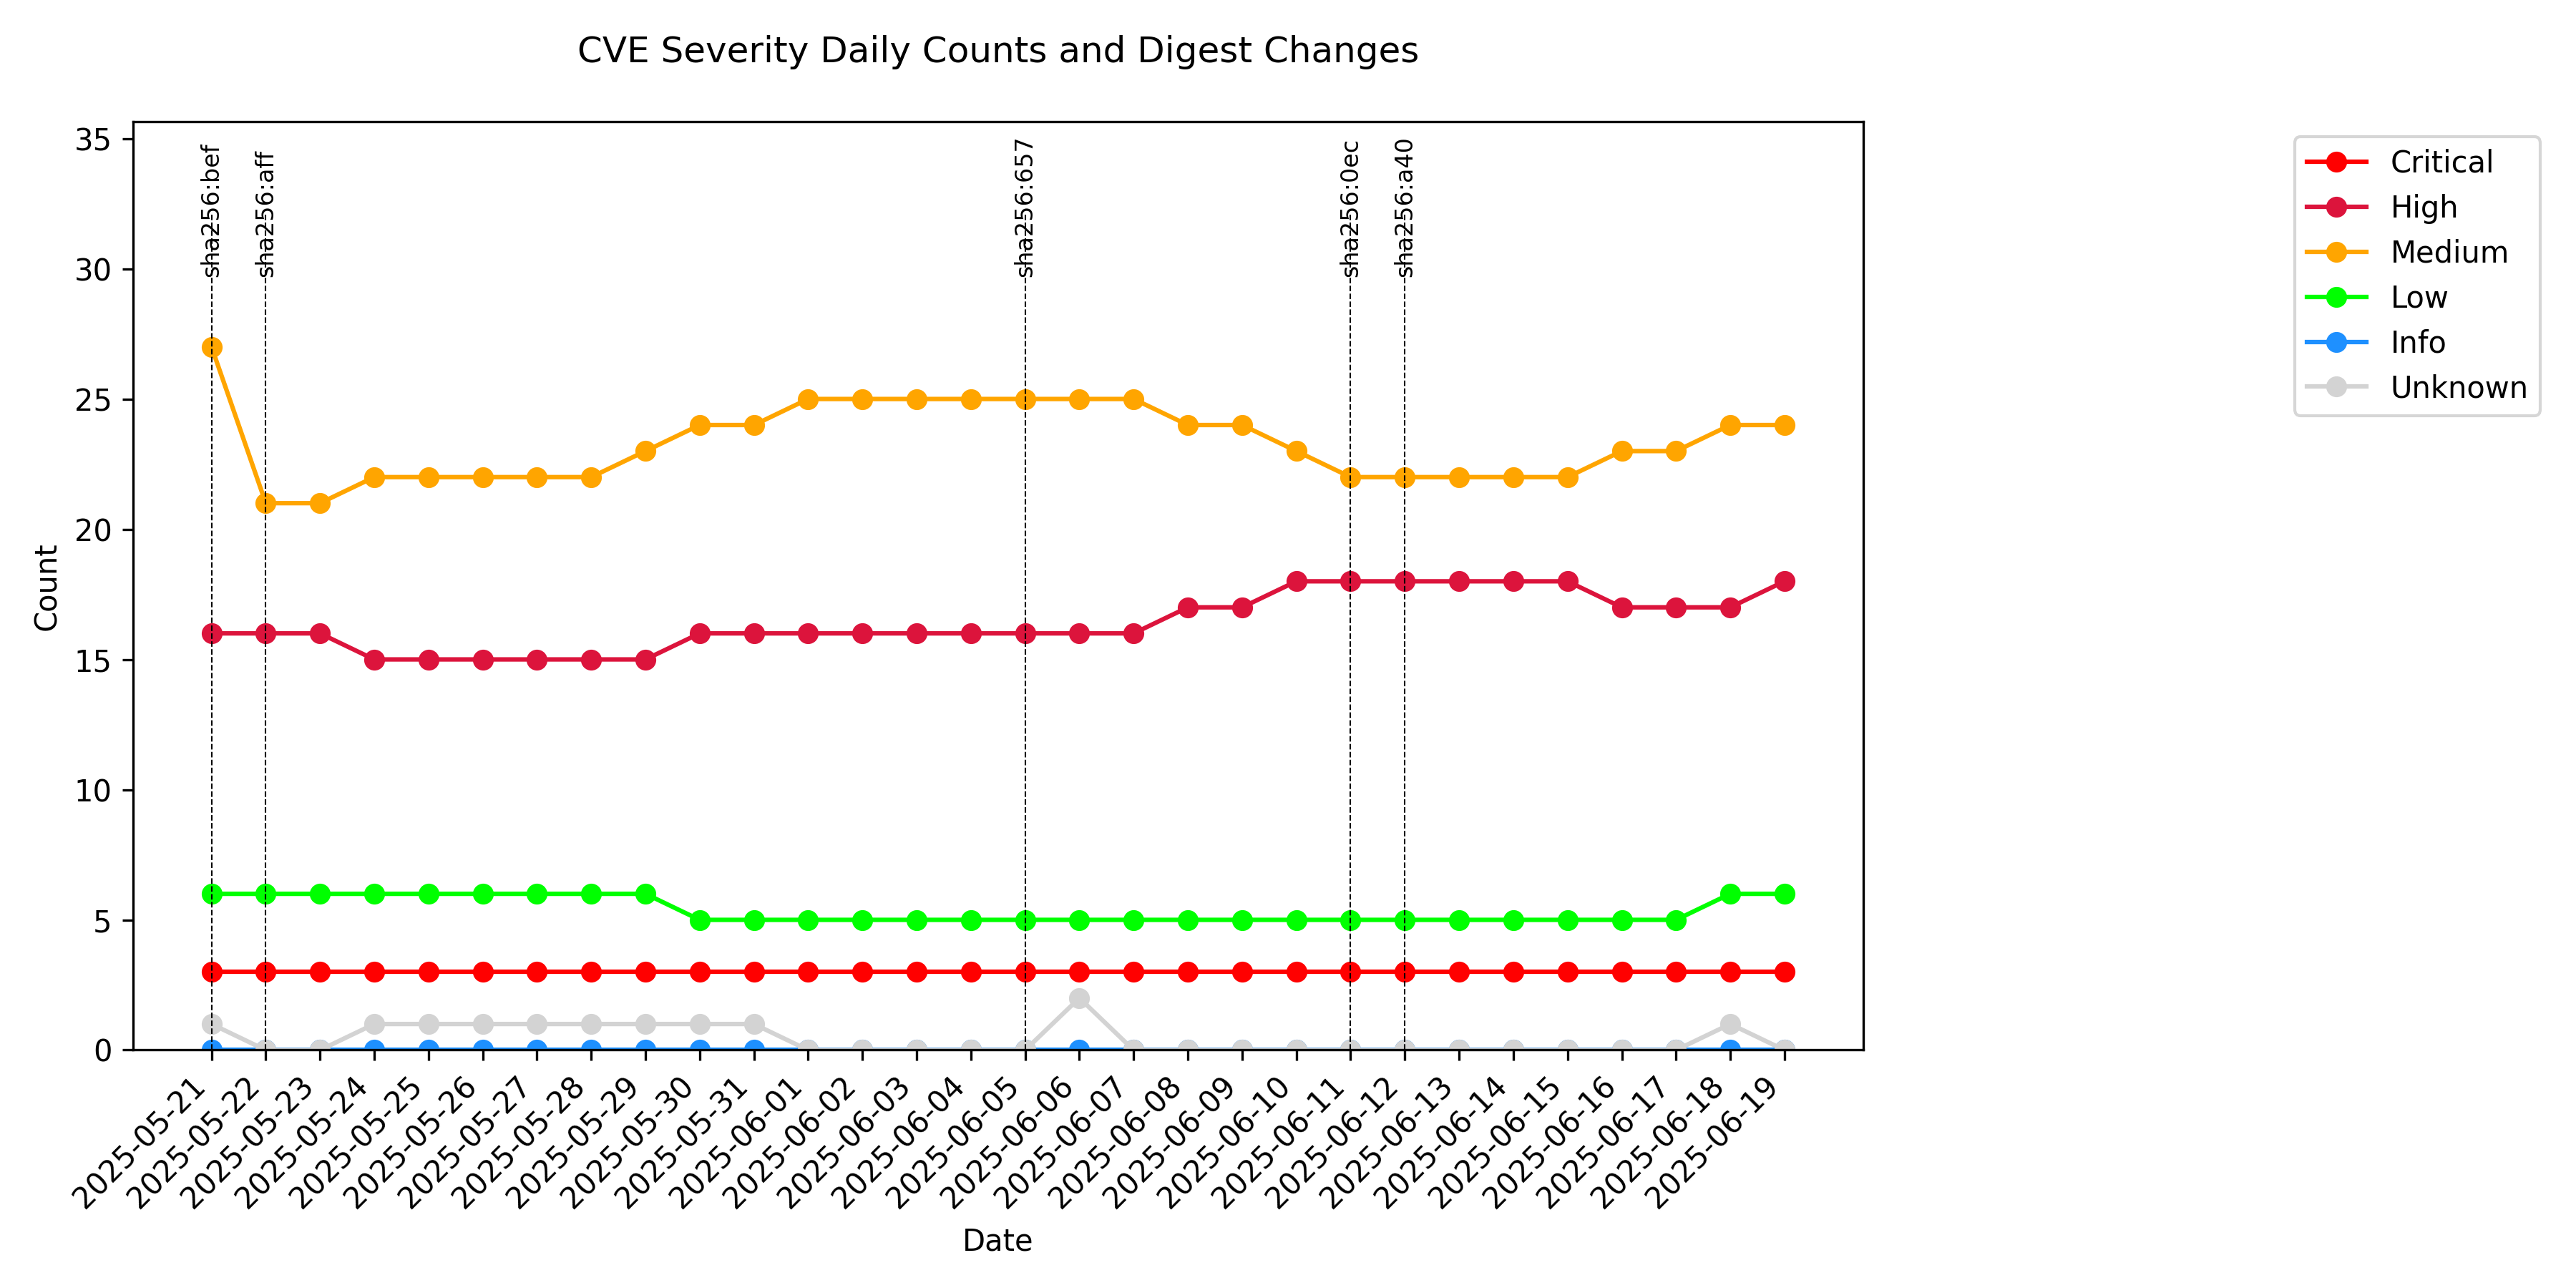 CVE Severity Daily Counts and Digest Changes
35
30
25
20
15
10
5
0
Count
sha256:bef
sha256:aff
sha256:657
sha256:0ec
sha256:a40
Critical
High
Medium
Low
Info
Unknown
2025-05-21
2025-05-22
2025-05-23
2025-05-24
2025-05-25
2025-05-26
2025-05-27
2025-05-28
2025-05-29
2025-05-30
2025-05-31
2025-06-01
2025-06-02
2025-06-03
2025-06-04
2025-06-05
2025-06-06
2025-06-07
2025-06-08
2025-06-09
2025-06-10
2025-06-11
2025-06-12
2025-06-13
2025-06-14
2025-06-15
2025-06-16
2025-06-17
2025-06-18
2025-06-19
Date